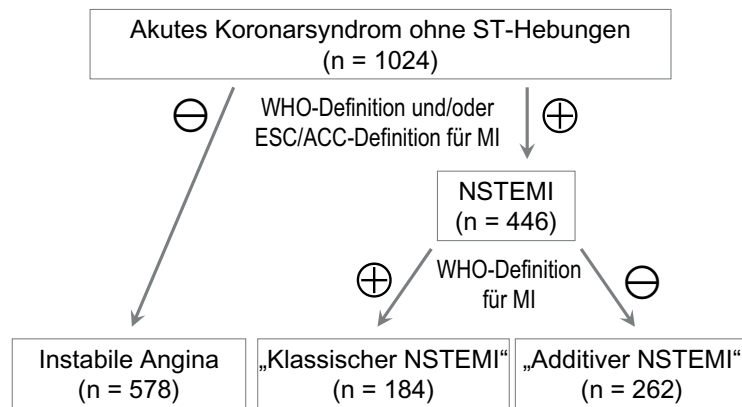 Akutes Koronarsyndrom ohne ST-Hebungen
(n = 1024)
WHO-Definition und/oder
ESC/ACC-Definition für MI
NSTEMI
(n = 446)
WHO-Definition
für MI
Instabile Angina
(n = 578)
„Klassischer NSTEMI“
(n = 184)
„Additiver NSTEMI“
(n = 262)